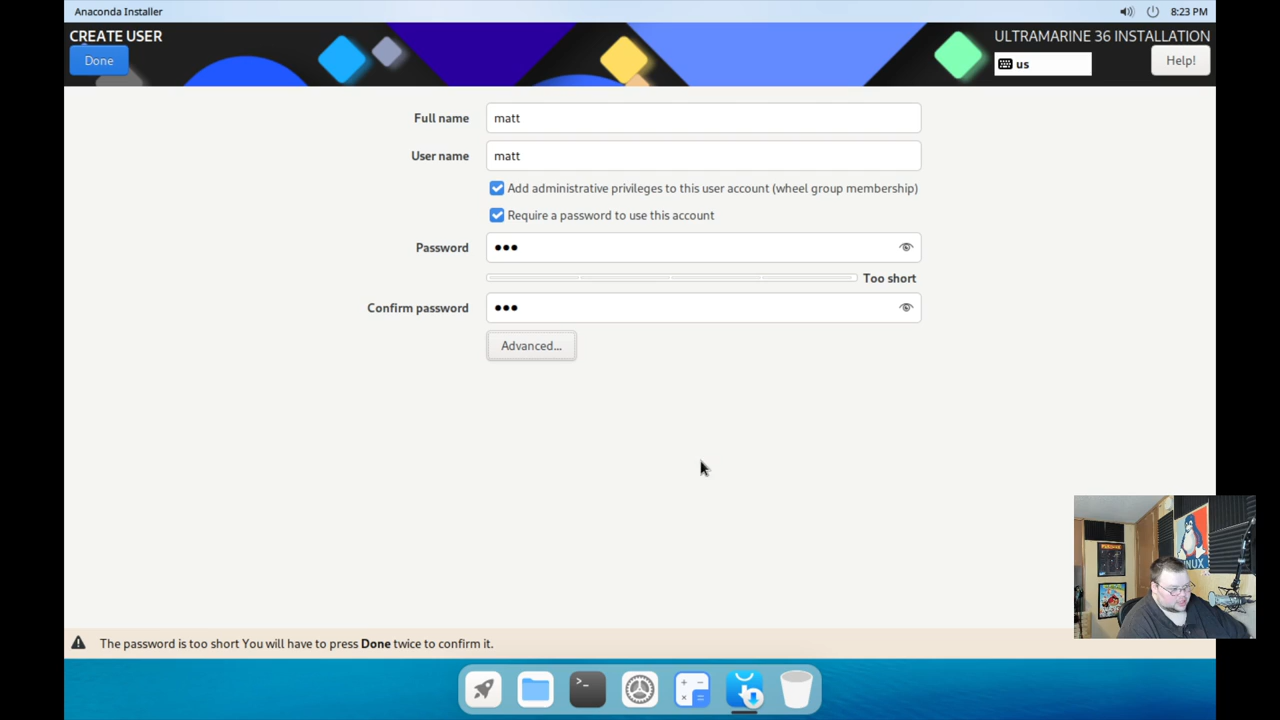 Anaconda Installer
8:23 PM
CREATE USER
ULTRAMARINE 36 INSTALLATION
Done
us
Help!
Full name
matt
User name
matt
Add administrative privileges to this user account (wheel group membership)
Require a password to use this account
Password
•••
Too short
Confirm password
•••
Advanced...
The password is too short You will have to press Done twice to confirm it.